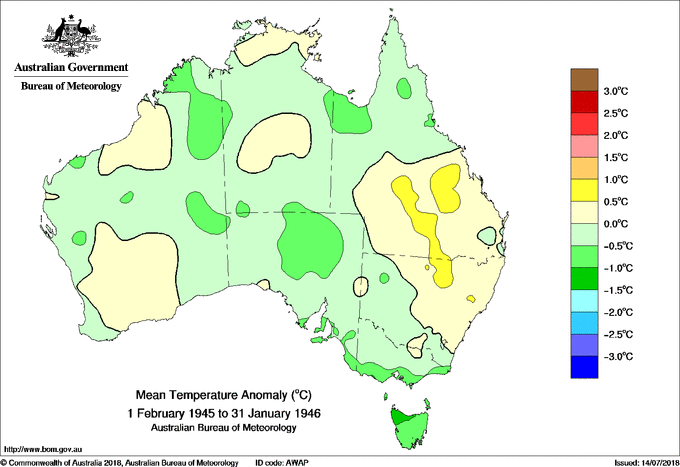 Australian Government
Bureau of Meteorology
3.0°C
2.5°C
2.0°C
1.5°C
1.0°C
0.5°C
0.0°C
-0.5°C
-1.0°C
-1.5°C
-2.0°C
-2.5°C
-3.0°C
Mean Temperature Anomaly (°C)
1 February 1945 to 31 January 1946
Australian Bureau of Meteorology
http://www.bom.gov.au
© Commonwealth of Australia 2018, Australian Bureau of Meteorology ID code: AWAP Issued: 14/07/2018